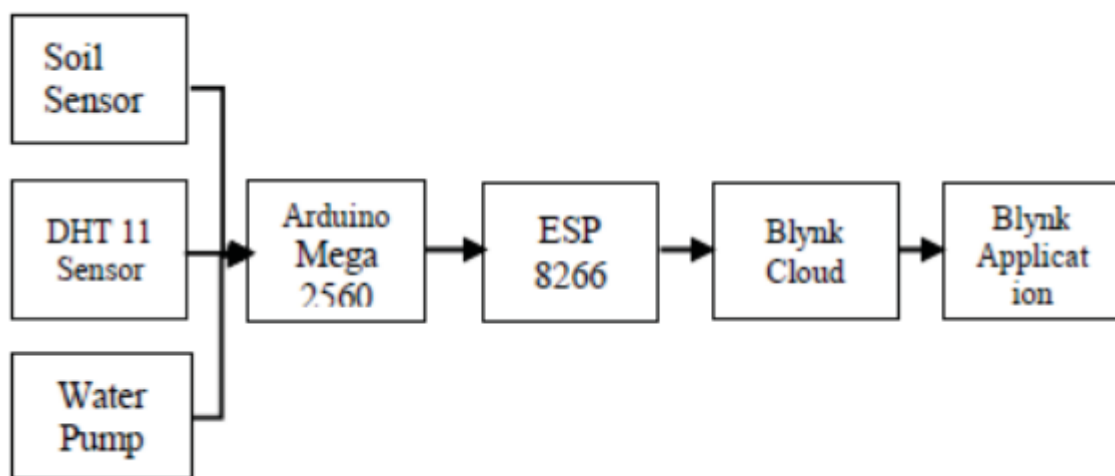 Soil
Sensor
DHT 11
Sensor
Water
Pump
Arduino
Mega
2560
ESP
8266
Blynk
Cloud
Blynk
Applicat
ion